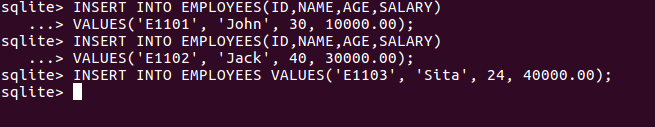 sqlite> INSERT INTO EMPLOYEES(ID,NAME,AGE,SALARY)
   ...> VALUES('E1101', 'John', 30, 10000.00);
sqlite> INSERT INTO EMPLOYEES(ID,NAME,AGE,SALARY)
   ...> VALUES('E1102', 'Jack', 40, 30000.00);
sqlite> INSERT INTO EMPLOYEES VALUES('E1103', 'Sita', 24, 40000.00);
sqlite>